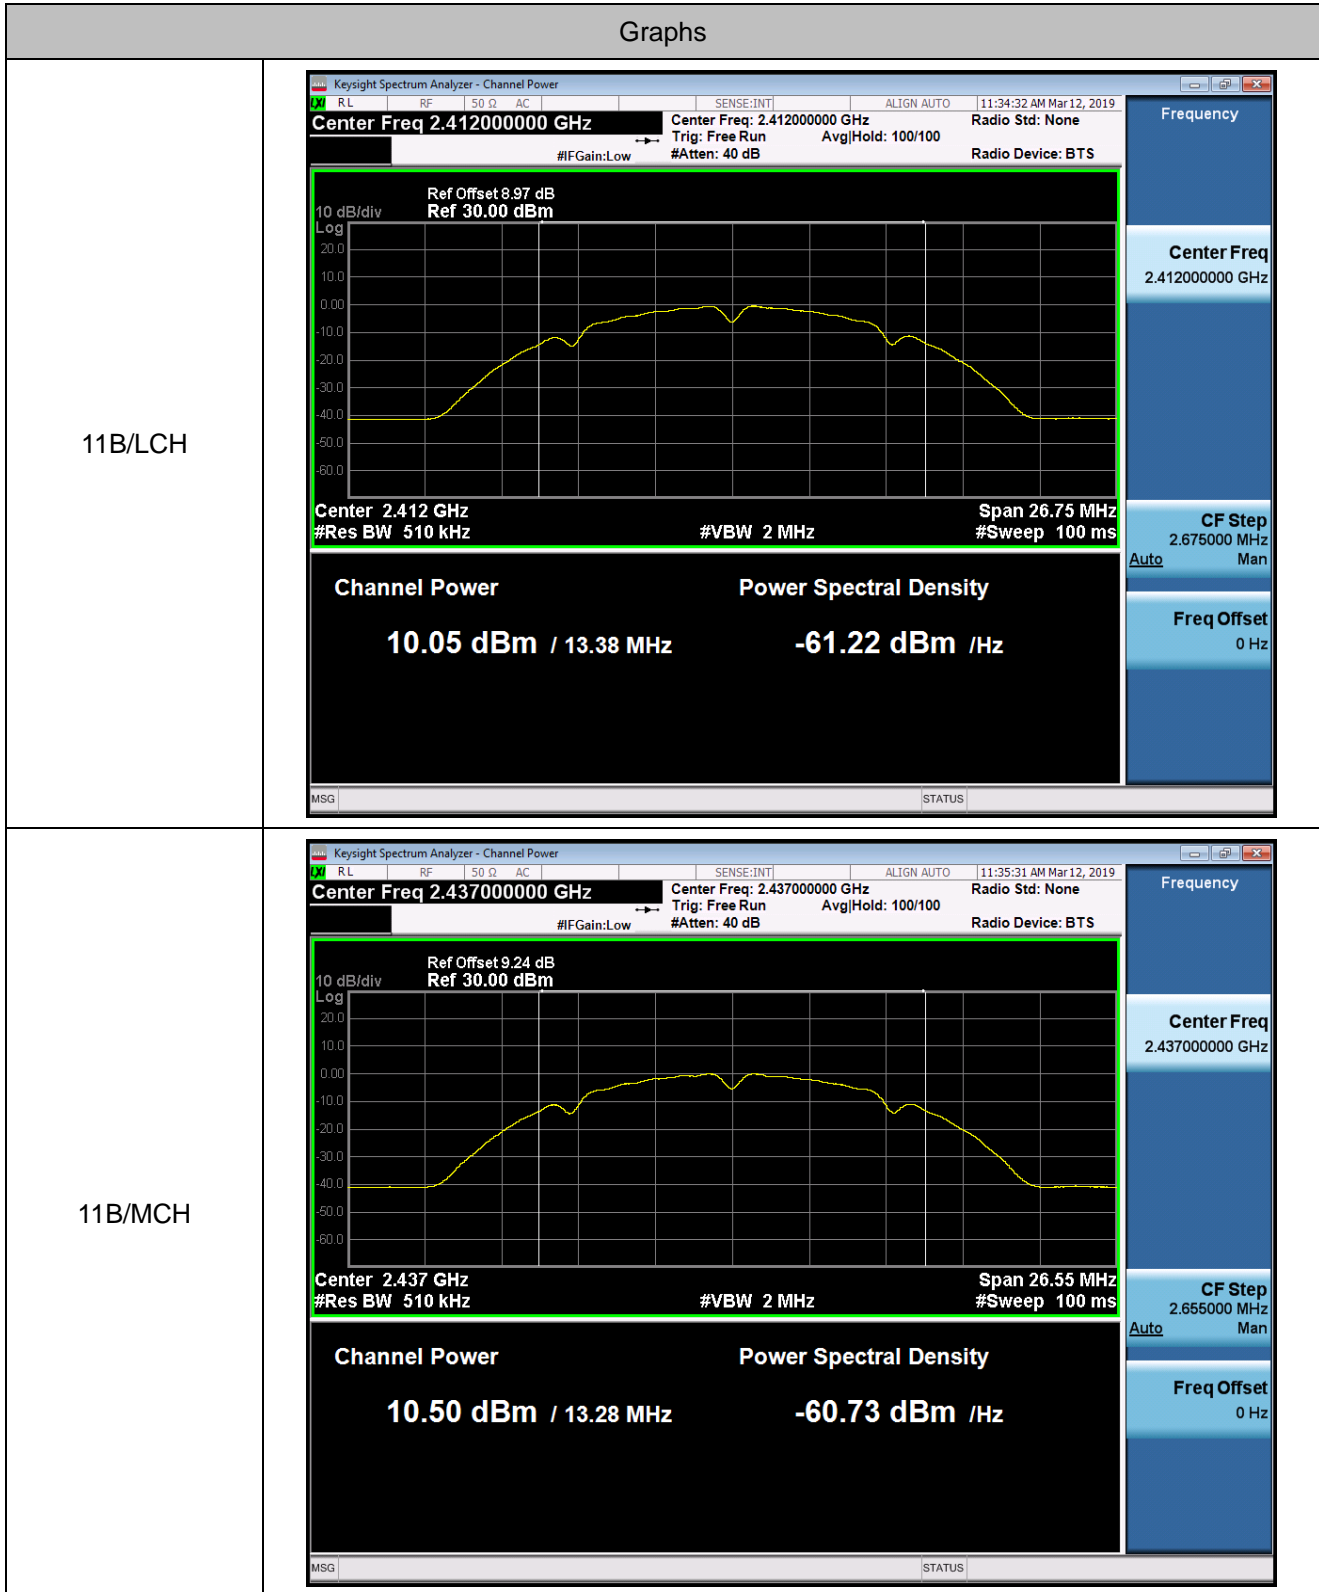 Graphs
11B/LCH
Keysight Spectrum Analyzer - Channel Power
LXI RL RF 50 Ω AC SENSE:INT ALIGN AUTO 11:34:32 AM Mar 12, 2019
Center Freq 2.412000000 GHz
Center Freq: 2.412000000 GHz Radio Std: None
Trig: Free Run Avg|Hold: 100/100
#IFGain:Low #Atten: 40 dB Radio Device: BTS
Ref Offset 8.97 dB
10 dB/div Ref 30.00 dBm
Log
20.0
10.0
0.00
-10.0
-20.0
-30.0
-40.0
-50.0
-60.0
Center 2.412 GHz Span 26.75 MHz
#Res BW 510 kHz #VBW 2 MHz #Sweep 100 ms
Channel Power Power Spectral Density
10.05 dBm / 13.38 MHz -61.22 dBm /Hz
MSG STATUS
Frequency
Center Freq
2.412000000 GHz
CF Step
2.675000 MHz
Auto Man
Freq Offset
0 Hz
11B/MCH
Keysight Spectrum Analyzer - Channel Power
LXI RL RF 50 Ω AC SENSE:INT ALIGN AUTO 11:35:31 AM Mar 12, 2019
Center Freq 2.437000000 GHz
Center Freq: 2.437000000 GHz Radio Std: None
Trig: Free Run Avg|Hold: 100/100
#IFGain:Low #Atten: 40 dB Radio Device: BTS
Ref Offset 9.24 dB
10 dB/div Ref 30.00 dBm
Log
20.0
10.0
0.00
-10.0
-20.0
-30.0
-40.0
-50.0
-60.0
Center 2.437 GHz Span 26.55 MHz
#Res BW 510 kHz #VBW 2 MHz #Sweep 100 ms
Channel Power Power Spectral Density
10.50 dBm / 13.28 MHz -60.73 dBm /Hz
MSG STATUS
Frequency
Center Freq
2.437000000 GHz
CF Step
2.655000 MHz
Auto Man
Freq Offset
0 Hz